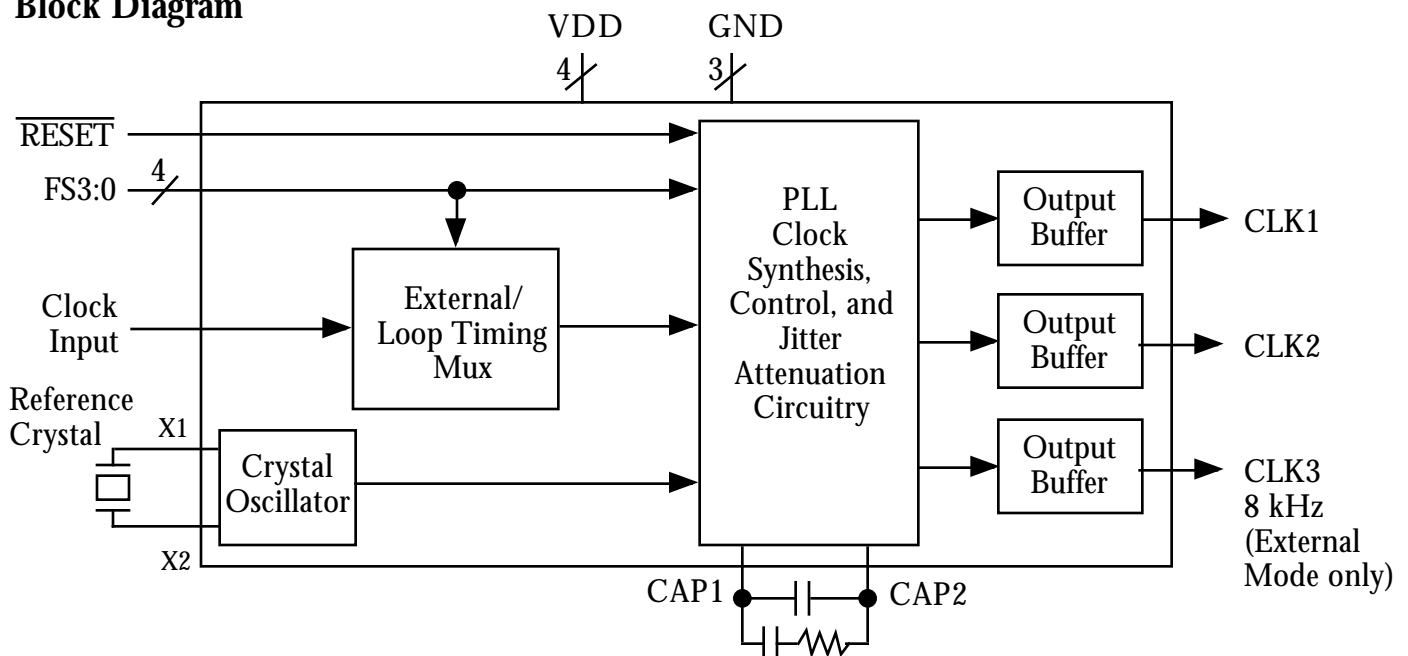 Block Diagram
VDD
GND
4
3
RESET
FS3:0
4
Clock
Input
External/
Loop Timing
Mux
Reference
Crystal
X1
X2
Crystal
Oscillator
PLL
Clock
Synthesis,
Control, and
Jitter
Attenuation
Circuitry
Output
Buffer
CLK1
Output
Buffer
CLK2
Output
Buffer
CLK3
8 kHz
(External
Mode only)
CAP1
CAP2